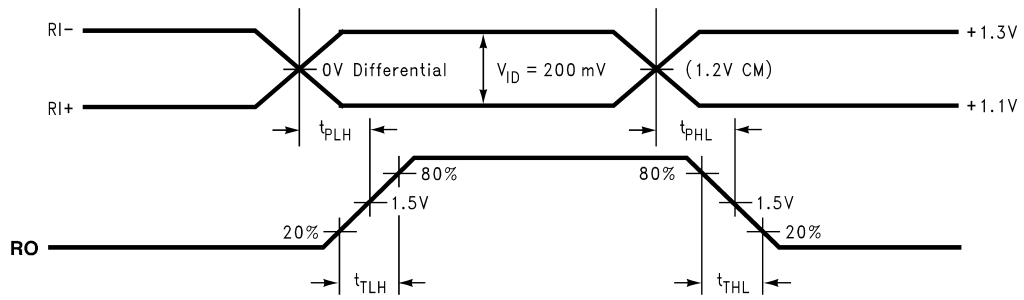 RI− +1.3V
0V Differential V_ID = 200 mV (1.2V CM)
RI+ +1.1V
t_PLH t_PHL
80% 80%
1.5V 1.5V
20% 20%
RO
t_TLH t_THL